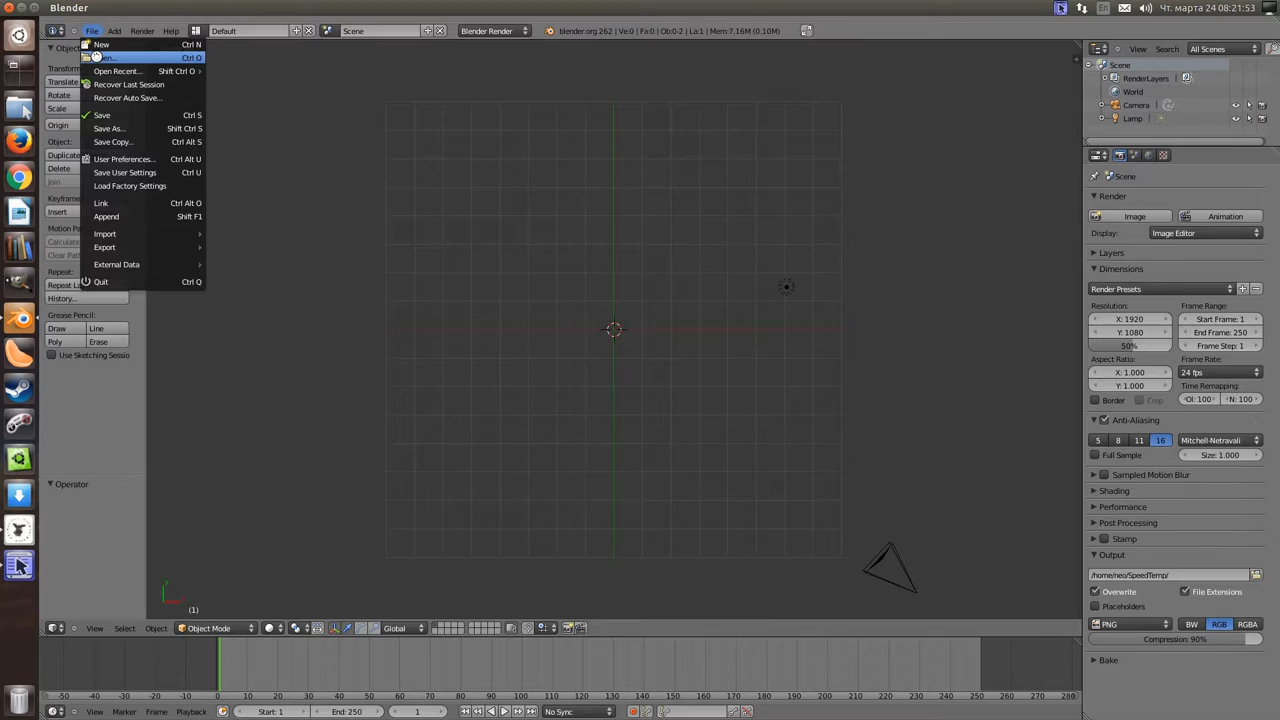 Blender
En
Чт. марта 24 08:21:53
File Add Render Help
Default
Scene
Blender Render
blender.org 262 | Ve:0 | Fa:0 | Ob:0-2 | La:1 | Mem:7.16M (0.10M)
View Search All Scenes
New Ctrl N
Ctrl O
Open Recent... Shift Ctrl O
Recover Last Session
Recover Auto Save...
Save Ctrl S
Save As... Shift Ctrl S
Save Copy... Ctrl Alt S
User Preferences... Ctrl Alt U
Save User Settings Ctrl U
Load Factory Settings
Link Ctrl Alt O
Append Shift F1
Import
Export
External Data
Quit Ctrl Q
Transform
Translate
Rotate
Scale
Origin
Object:
Duplicate
Delete
Join
Insert
Repeat:
History...
Grease Pencil:
Draw Line
Poly Erase
Use Sketching Sessio
Operator
(1)
Scene
RenderLayers
World
Camera
Lamp
Scene
Render
Image Animation
Display: Image Editor
Layers
Dimensions
Render Presets
Resolution: Frame Range:
X: 1920 Start Frame: 1
Y: 1080 End Frame: 250
50% Frame Step: 1
Aspect Ratio: Frame Rate:
X: 1.000 24 fps
Y: 1.000 Time Remapping:
Border Crop Ol: 100 N: 100
Anti-Aliasing
5 8 11 16 Mitchell-Netravali
Full Sample Size: 1.000
Sampled Motion Blur
Shading
Performance
Post Processing
Stamp
Output
/home/neo/SpeedTemp/
Overwrite File Extensions
Placeholders
PNG BW RGB RGBA
Compression: 90%
Bake
View Select Object Object Mode Global
-50 -40 -30 -20 -10 0 10 20 30 40 50 60 70 80 90 100 110 120 130 140 150 160 170 180 190 200 210 220 230 240 250 260 270 280
View Marker Frame Playback Start: 1 End: 250 1 No Sync